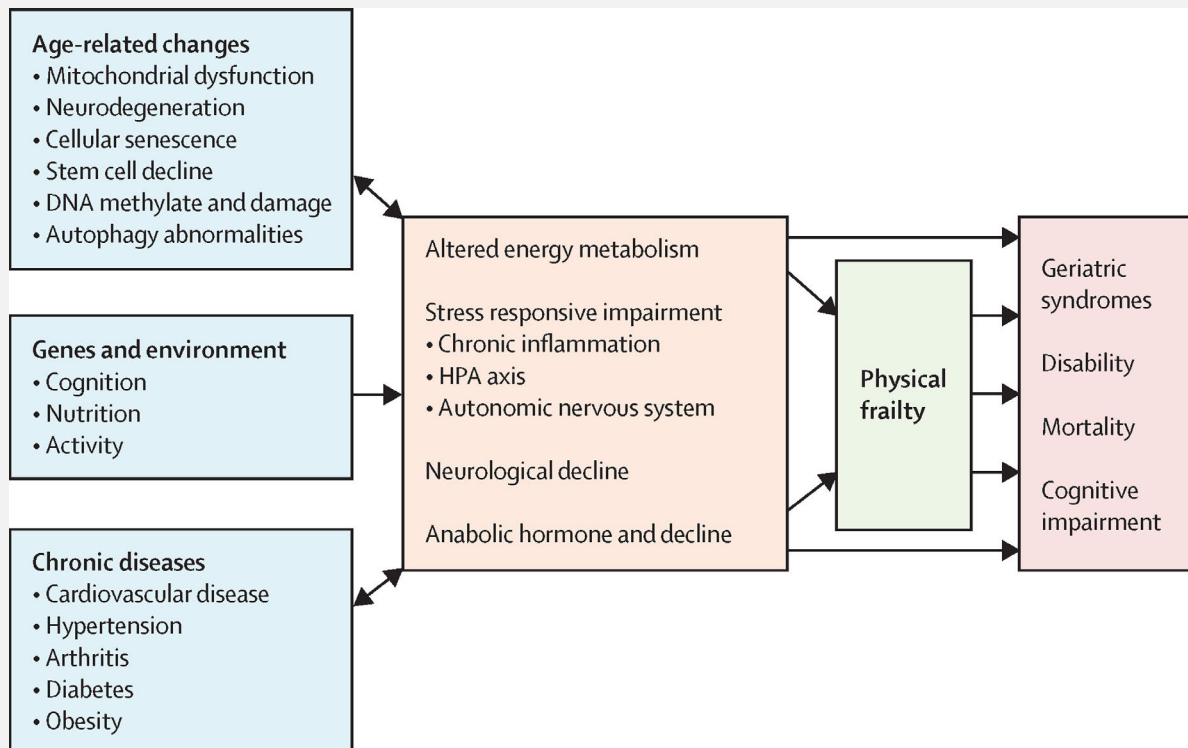 Age-related changes
• Mitochondrial dysfunction
• Neurodegeneration
• Cellular senescence
• Stem cell decline
• DNA methylate and damage
• Autophagy abnormalities
Genes and environment
• Cognition
• Nutrition
• Activity
Chronic diseases
• Cardiovascular disease
• Hypertension
• Arthritis
• Diabetes
• Obesity
Altered energy metabolism
Stress responsive impairment
• Chronic inflammation
• HPA axis
• Autonomic nervous system
Neurological decline
Anabolic hormone and decline
Physical
frailty
Geriatric
syndromes
Disability
Mortality
Cognitive
impairment